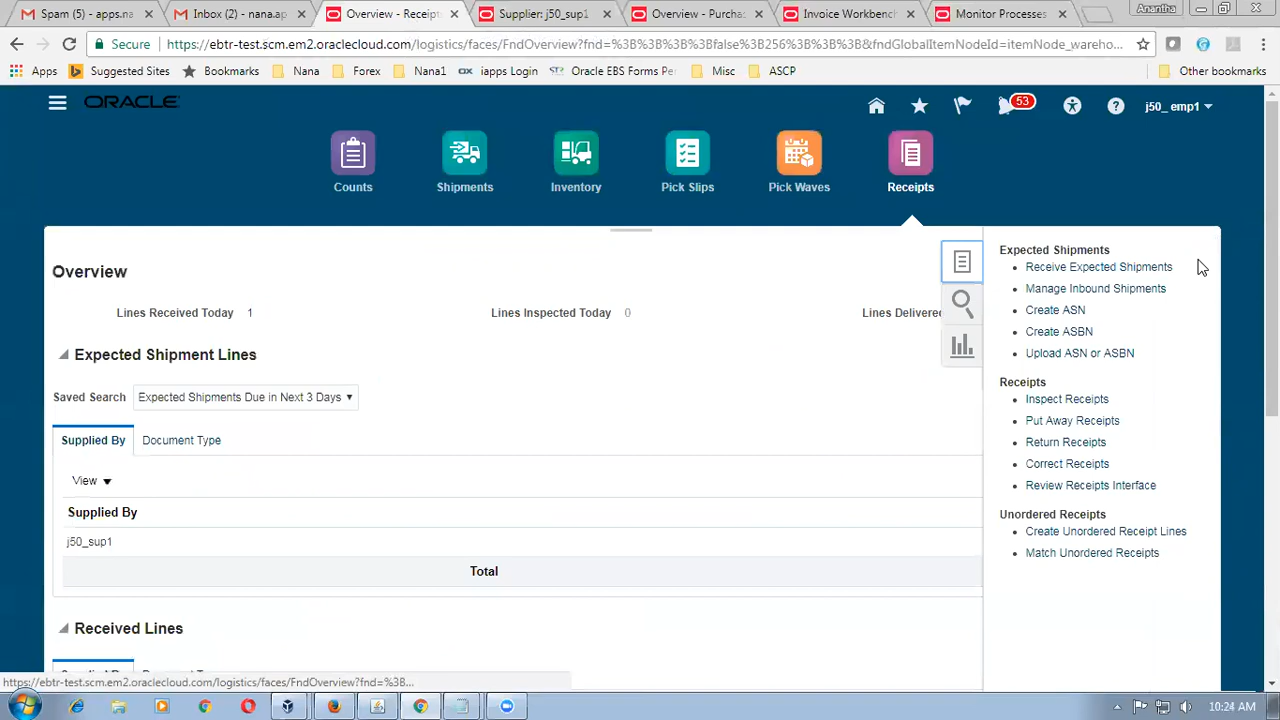 Spam (5) - apps.na
Inbox (2) - nana.ap
Overview - Receipt
Supplier: j50_sup1
Overview - Purcha
Invoice Workbenc
Monitor Processes
Anantha
Secure
https://ebtr-test.scm.em2.oraclecloud.com/logistics/faces/FndOverview?fnd=%3B%3B%3B%3Bfalse%3B256%3B%3B%3B&fndGlobalItemNodeId=itemNode_wareho...
Apps
Suggested Sites
Bookmarks
Nana
Forex
Nana1
iapps Login
Oracle EBS Forms Per
Misc
ASCP
Other bookmarks
ORACLE
53
j50_ emp1
Counts
Shipments
Inventory
Pick Slips
Pick Waves
Receipts
Overview
Lines Received Today 1
Lines Inspected Today 0
Lines Delivered
Expected Shipment Lines
Saved Search
Expected Shipments Due in Next 3 Days
Supplied By
Document Type
View
Supplied By
j50_sup1
Total
Received Lines
Expected Shipments
Receive Expected Shipments
Manage Inbound Shipments
Create ASN
Create ASBN
Upload ASN or ASBN
Receipts
Inspect Receipts
Put Away Receipts
Return Receipts
Correct Receipts
Review Receipts Interface
Unordered Receipts
Create Unordered Receipt Lines
Match Unordered Receipts
https://ebtr-test.scm.em2.oraclecloud.com/logistics/faces/FndOverview?fnd=%3B...
10:24 AM